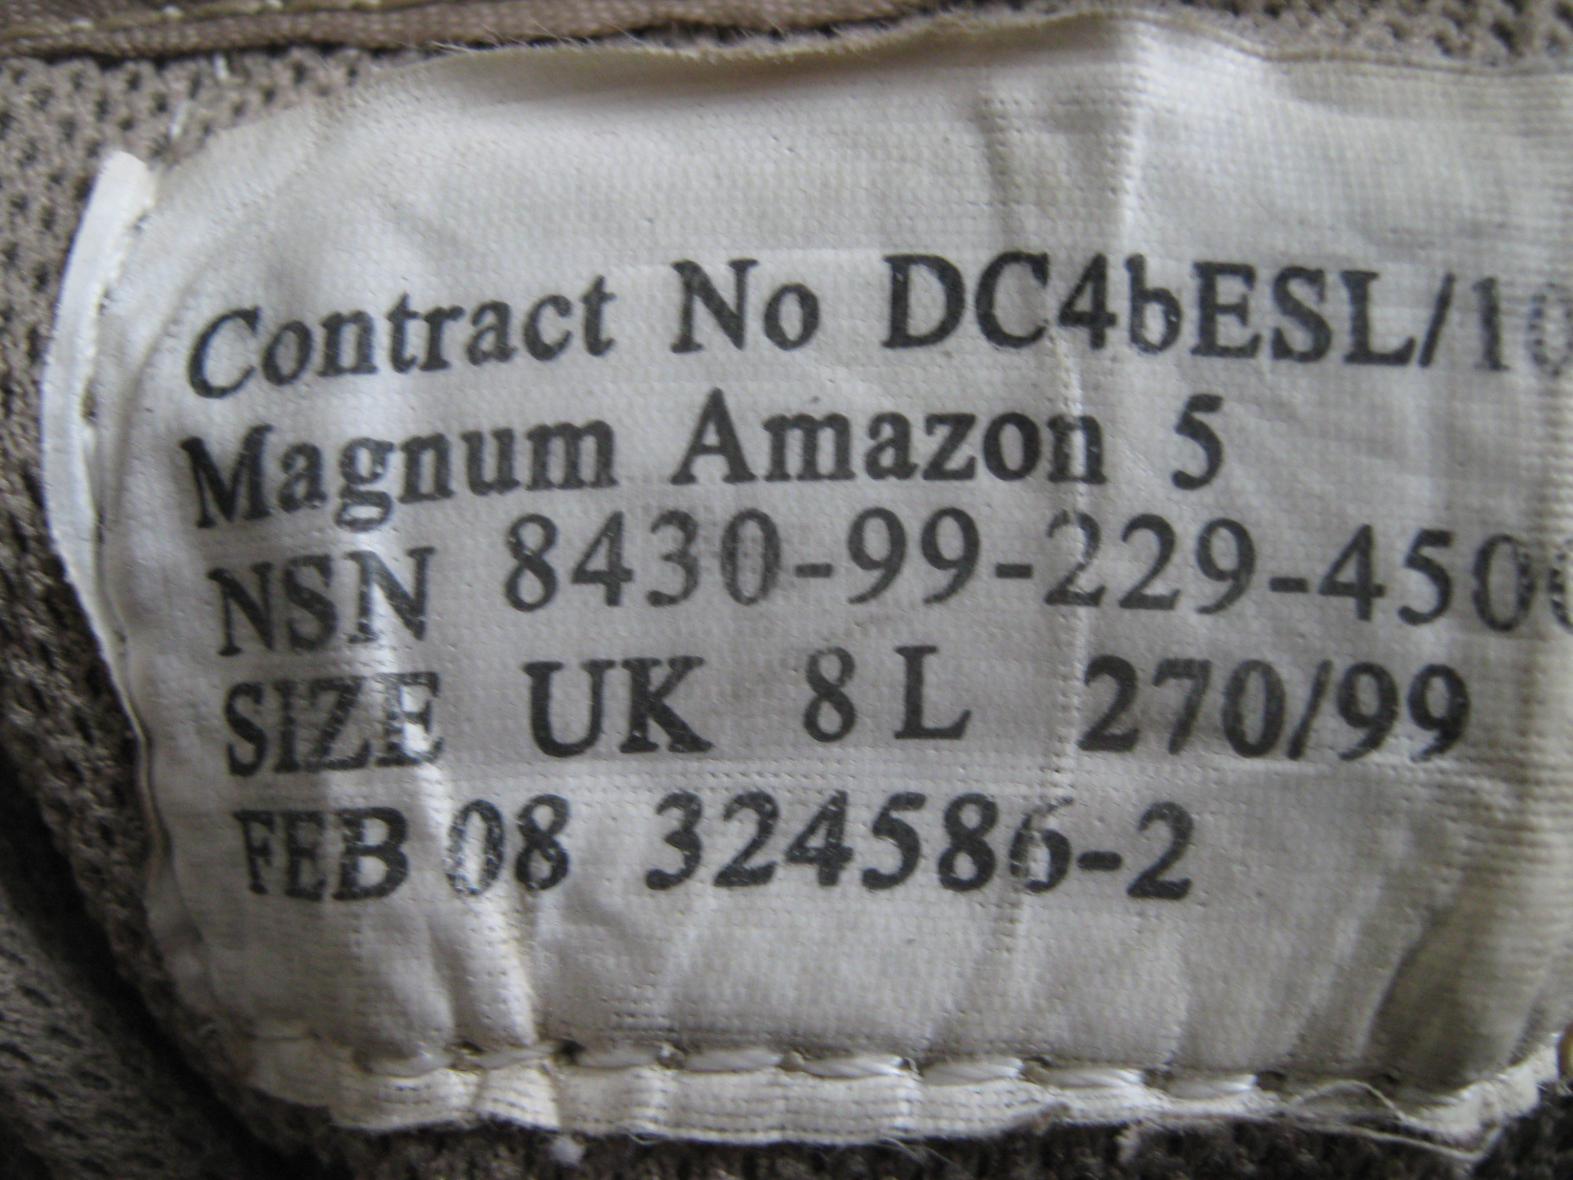 Contract No DC4bESL/10
Magnum Amazon 5
NSN 8430-99-229-450
SIZE UK 8 L 270/99
FEB 08 324586-2